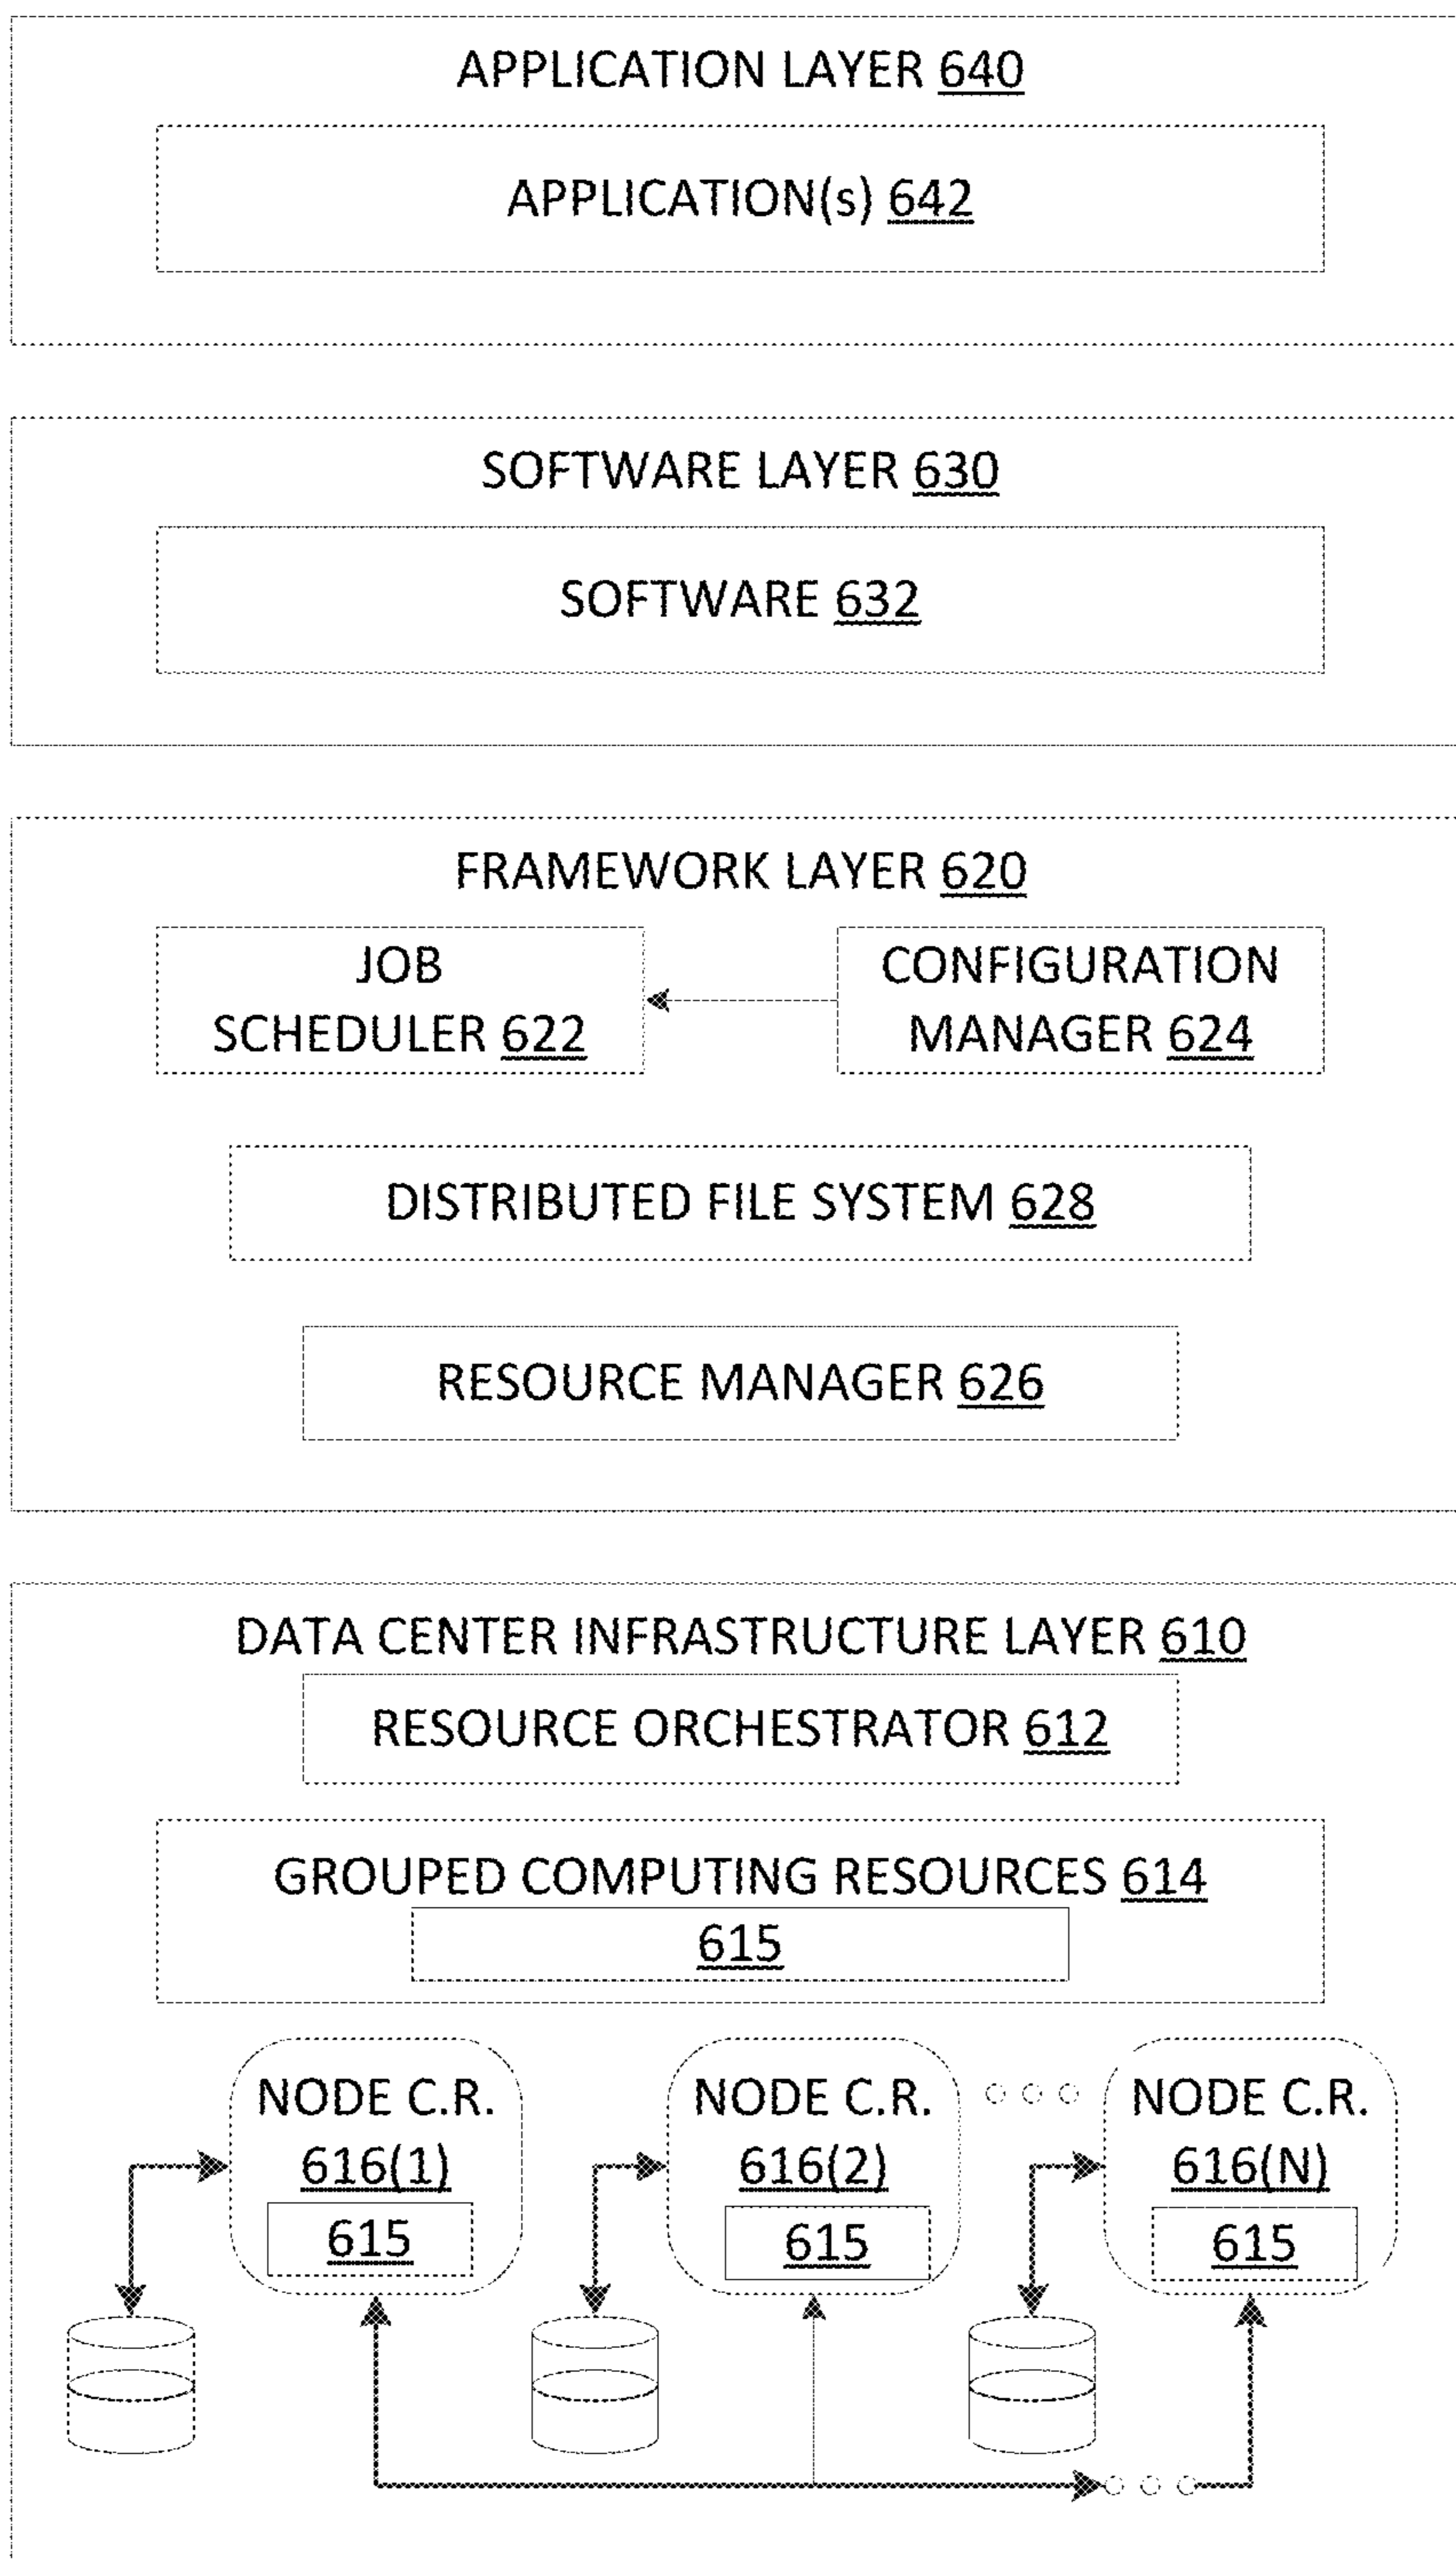 APPLICATION LAYER 640
APPLICATION(s) 642
SOFTWARE LAYER 630
SOFTWARE 632
FRAMEWORK LAYER 620
JOB
SCHEDULER 622
CONFIGURATION
MANAGER 624
DISTRIBUTED FILE SYSTEM 628
RESOURCE MANAGER 626
DATA CENTER INFRASTRUCTURE LAYER 610
RESOURCE ORCHESTRATOR 612
GROUPED COMPUTING RESOURCES 614
615
NODE C.R.
616(1)
615
NODE C.R.
616(2)
615
NODE C.R.
616(N)
615